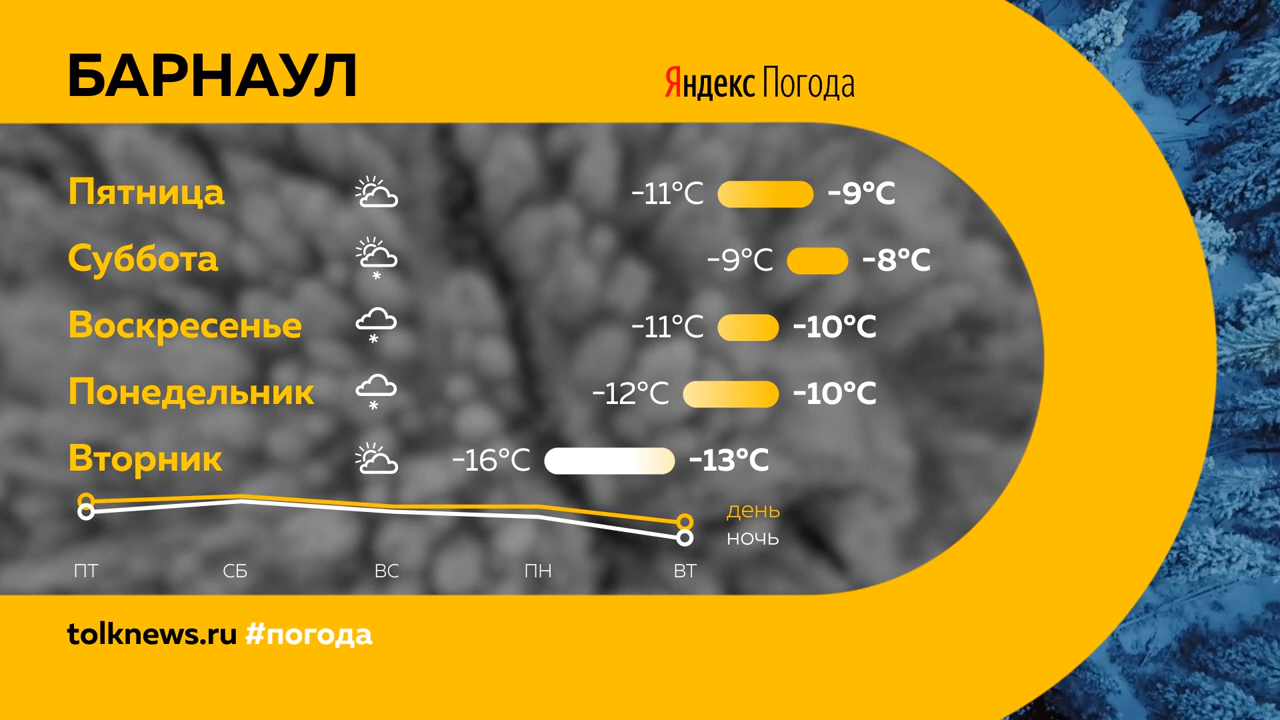 БАРНАУЛ
Яндекс Погода
Пятница -11°C -9°C
Суббота -9°C -8°C
Воскресенье -11°C -10°C
Понедельник -12°C -10°C
Вторник -16°C -13°C
день
ночь
ПТ СБ ВС ПН ВТ
tolknews.ru #погода